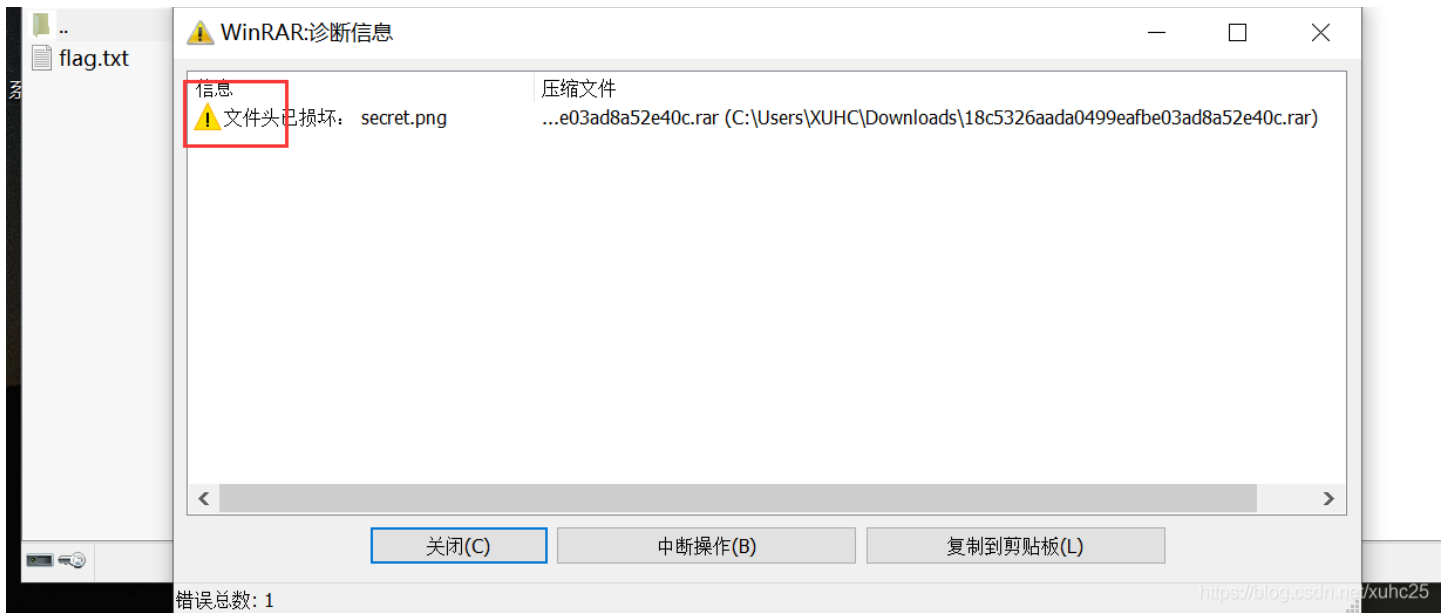 ..
flag.txt
WinRAR:诊断信息
信息
压缩文件
文件头已损坏： secret.png
...e03ad8a52e40c.rar (C:\Users\XUHC\Downloads\18c5326aada0499eafbe03ad8a52e40c.rar)
关闭(C)
中断操作(B)
复制到剪贴板(L)
错误总数: 1
https://blog.csdn.net/xuhc25